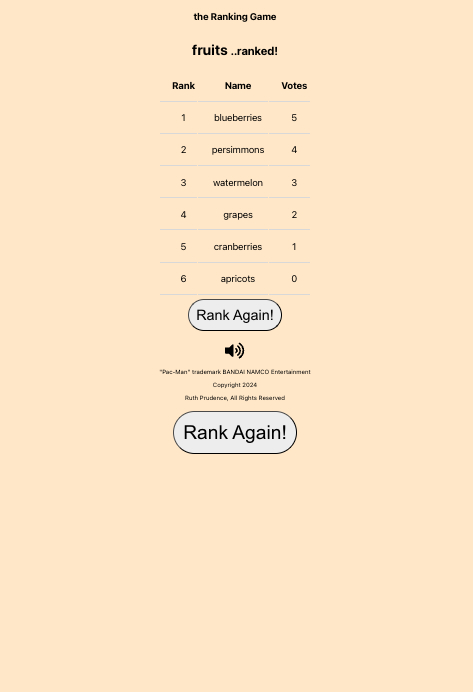 the Ranking Game
fruits ..ranked!
Rank Name Votes
1 blueberries 5
2 persimmons 4
3 watermelon 3
4 grapes 2
5 cranberries 1
6 apricots 0
Rank Again!
"Pac-Man" trademark BANDAI NAMCO Entertainment
Copyright 2024
Ruth Prudence, All Rights Reserved
Rank Again!